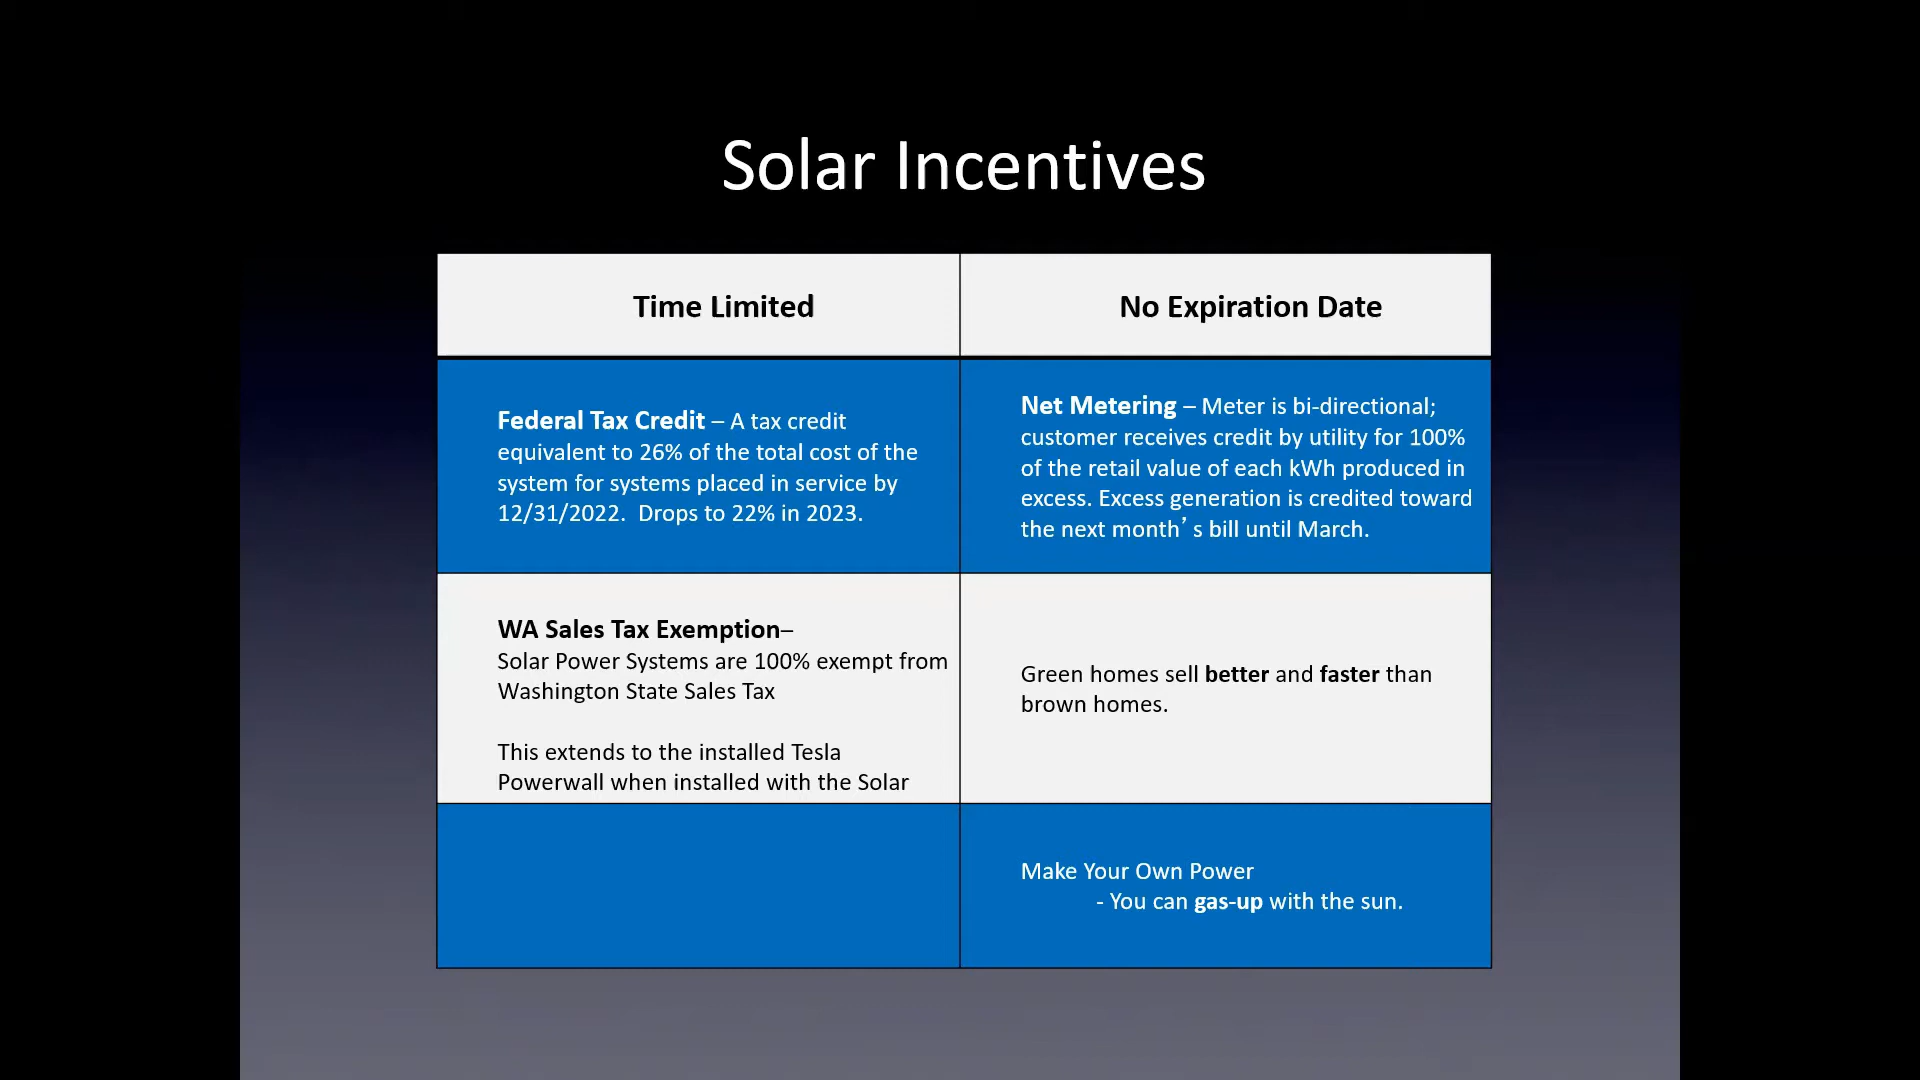 Solar Incentives
Time Limited
No Expiration Date
Federal Tax Credit – A tax credit
equivalent to 26% of the total cost of the
system for systems placed in service by
12/31/2022.  Drops to 22% in 2023.
Net Metering – Meter is bi-directional;
customer receives credit by utility for 100%
of the retail value of each kWh produced in
excess. Excess generation is credited toward
the next month’s bill until March.
WA Sales Tax Exemption–
Solar Power Systems are 100% exempt from
Washington State Sales Tax
This extends to the installed Tesla
Powerwall when installed with the Solar
Green homes sell better and faster than
brown homes.
Make Your Own Power
- You can gas-up with the sun.